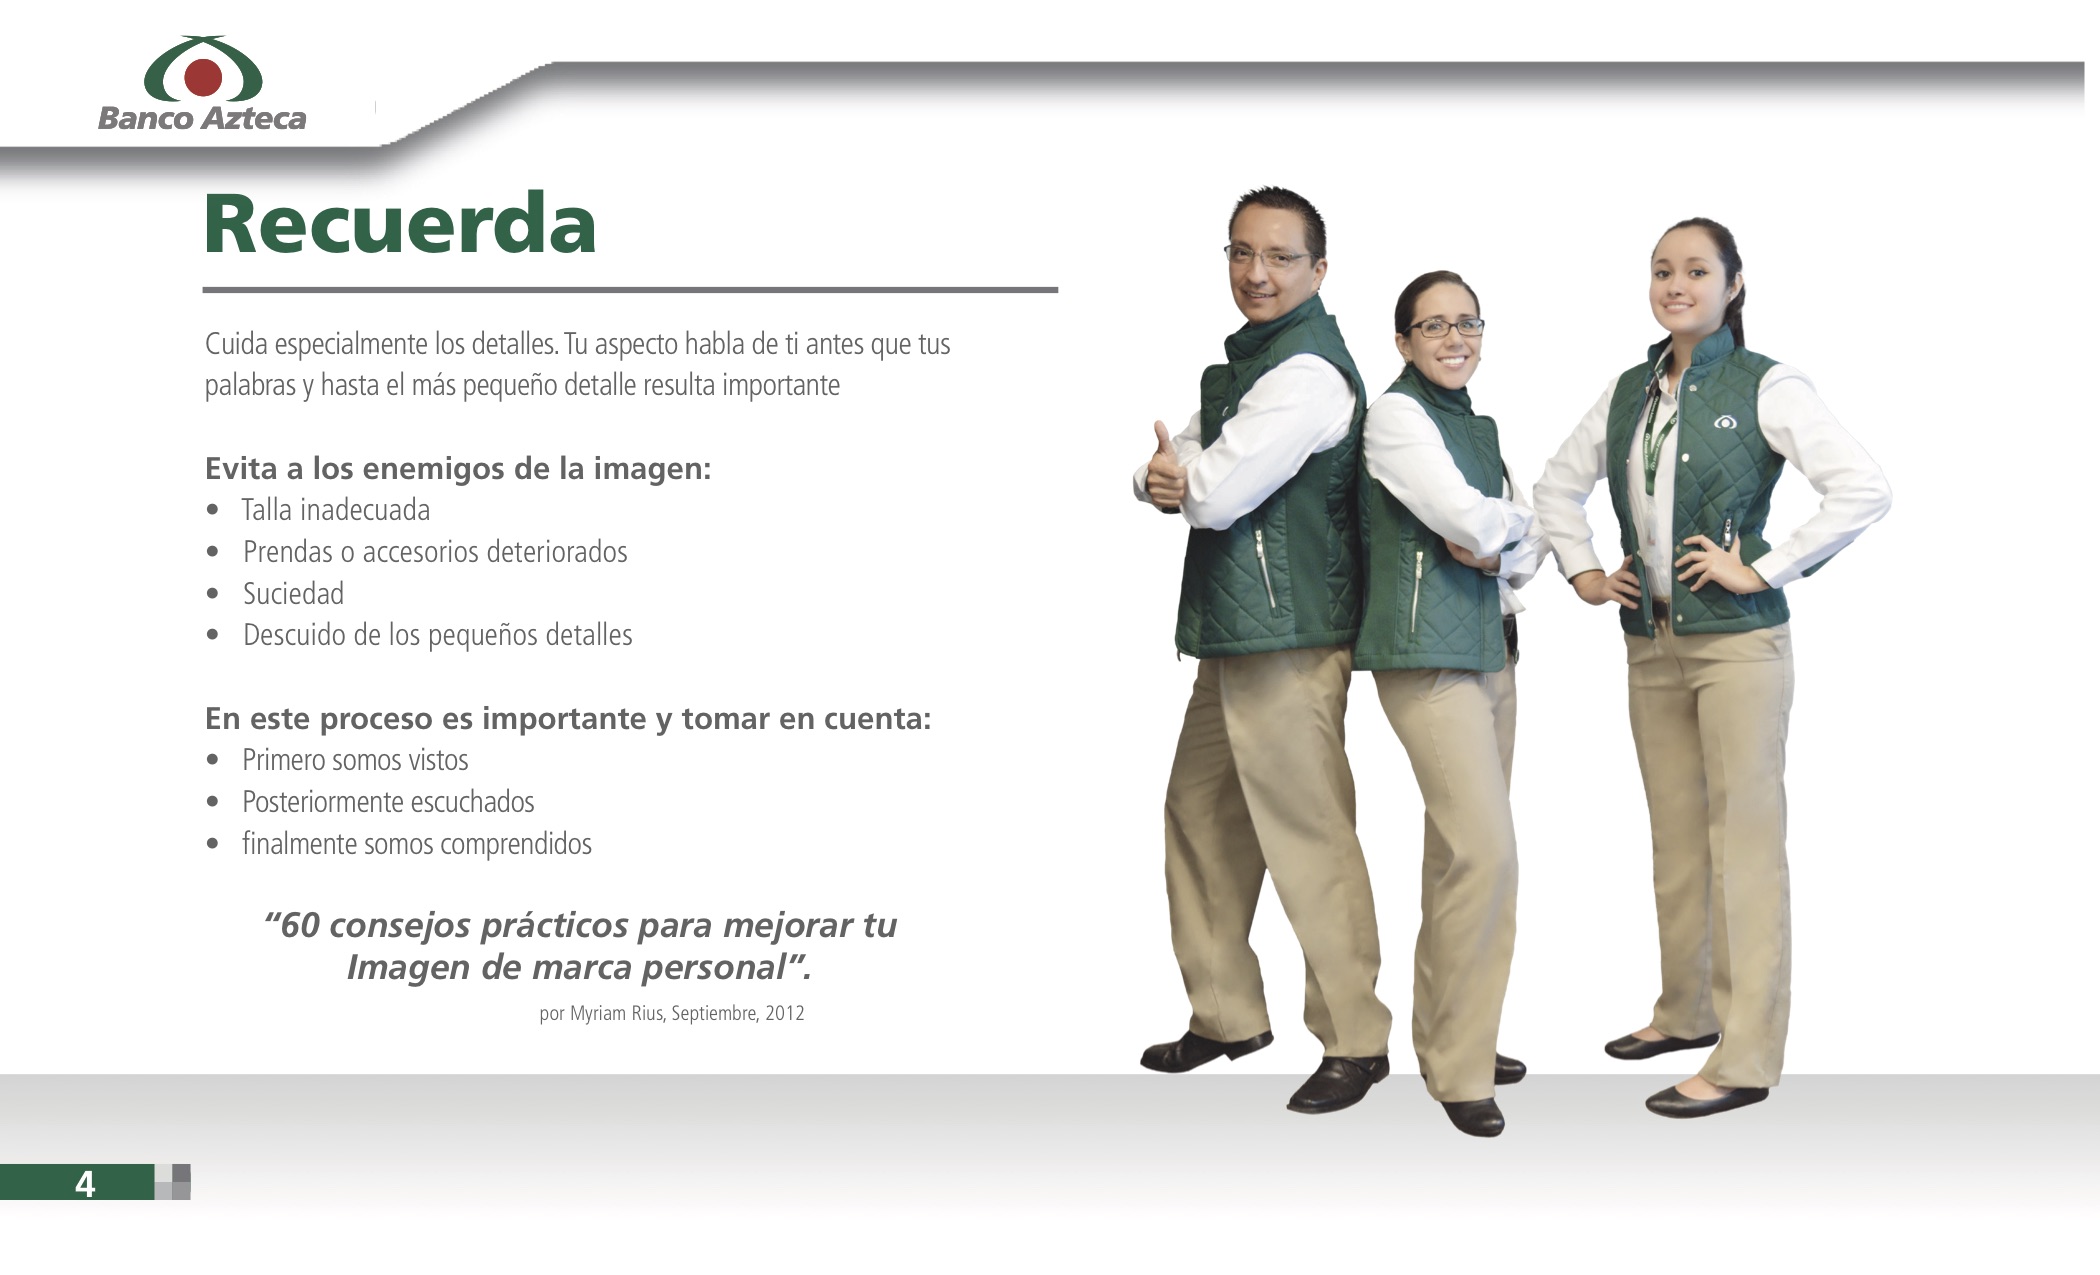 Banco Azteca
Recuerda
Cuida especialmente los detalles. Tu aspecto habla de ti antes que tus
palabras y hasta el más pequeño detalle resulta importante
Evita a los enemigos de la imagen:
• Talla inadecuada
• Prendas o accesorios deteriorados
• Suciedad
• Descuido de los pequeños detalles
En este proceso es importante y tomar en cuenta:
• Primero somos vistos
• Posteriormente escuchados
• finalmente somos comprendidos
“60 consejos prácticos para mejorar tu
Imagen de marca personal”.
por Myriam Rius, Septiembre, 2012
4